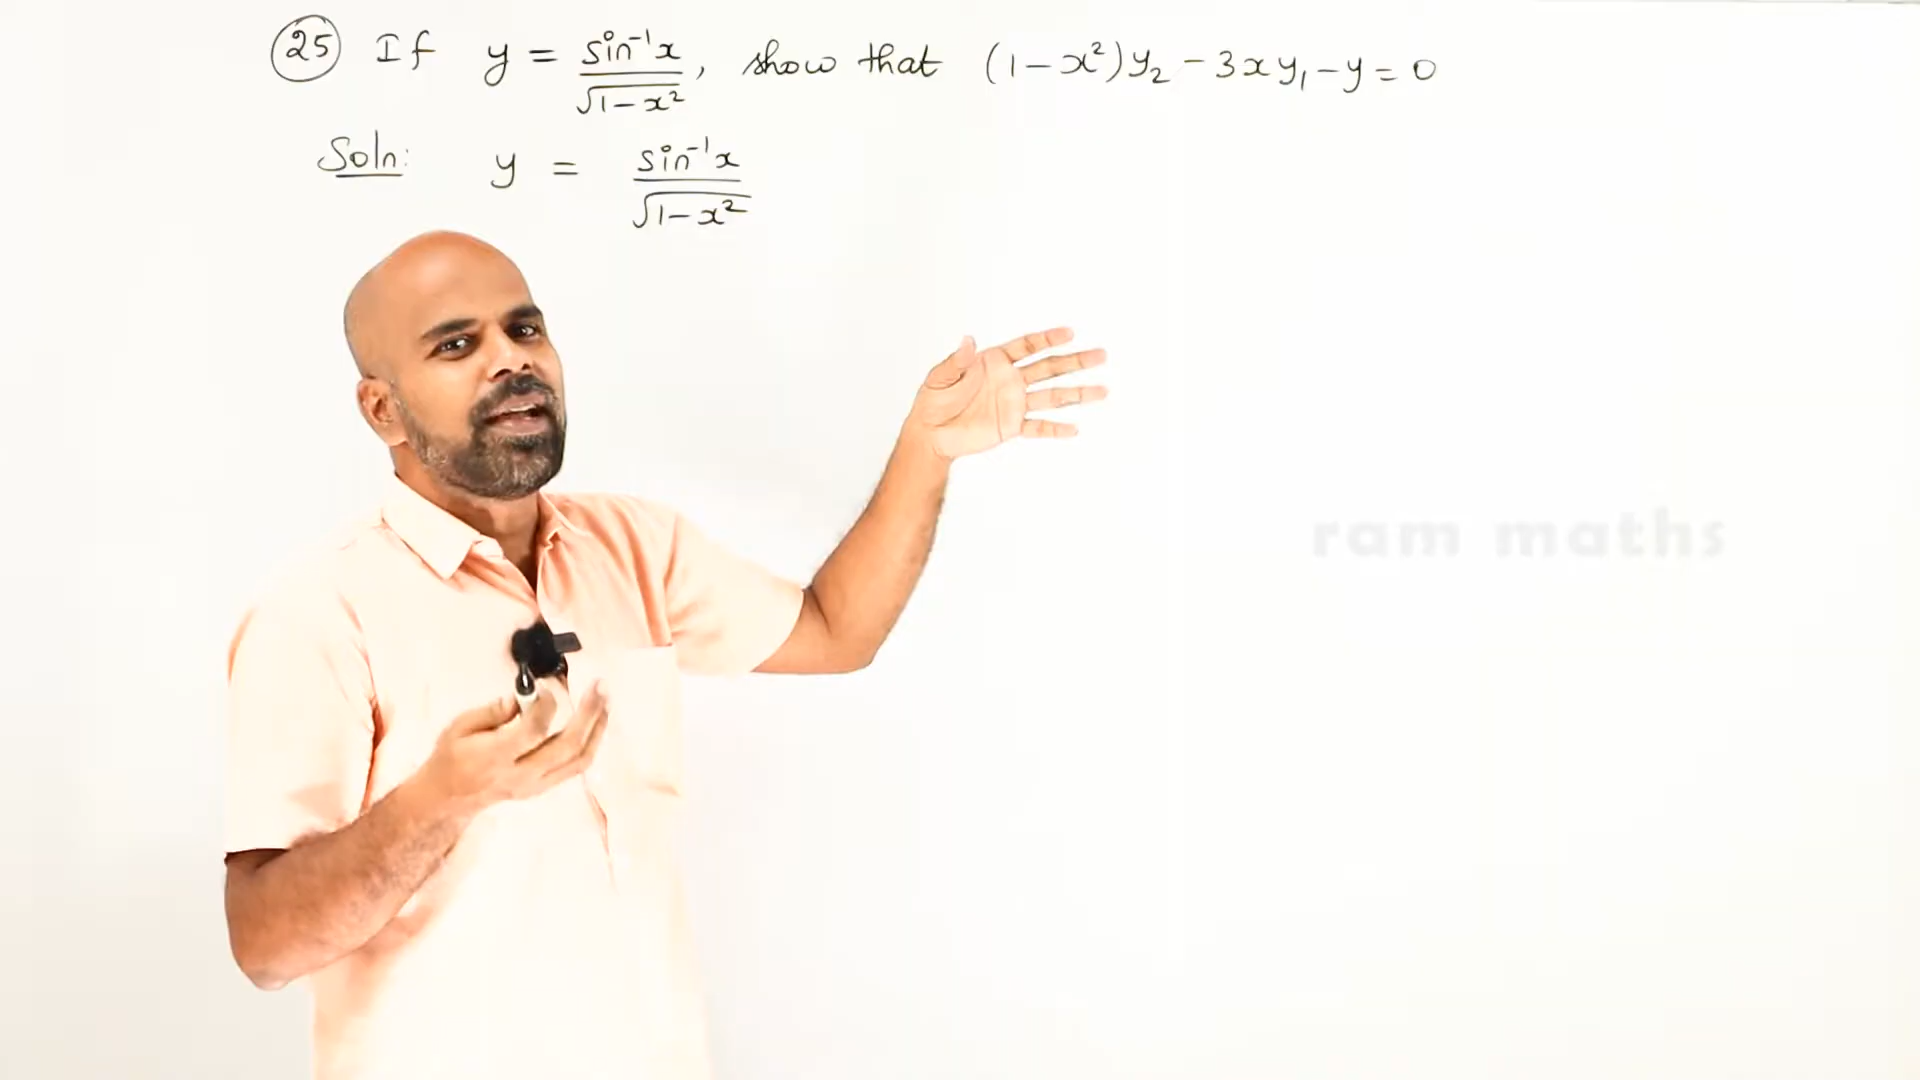 25 If y = sin⁻¹x / √1-x², show that (1-x²)y₂ - 3xy₁ - y = 0
Soln: y = sin⁻¹x / √1-x²
ram maths